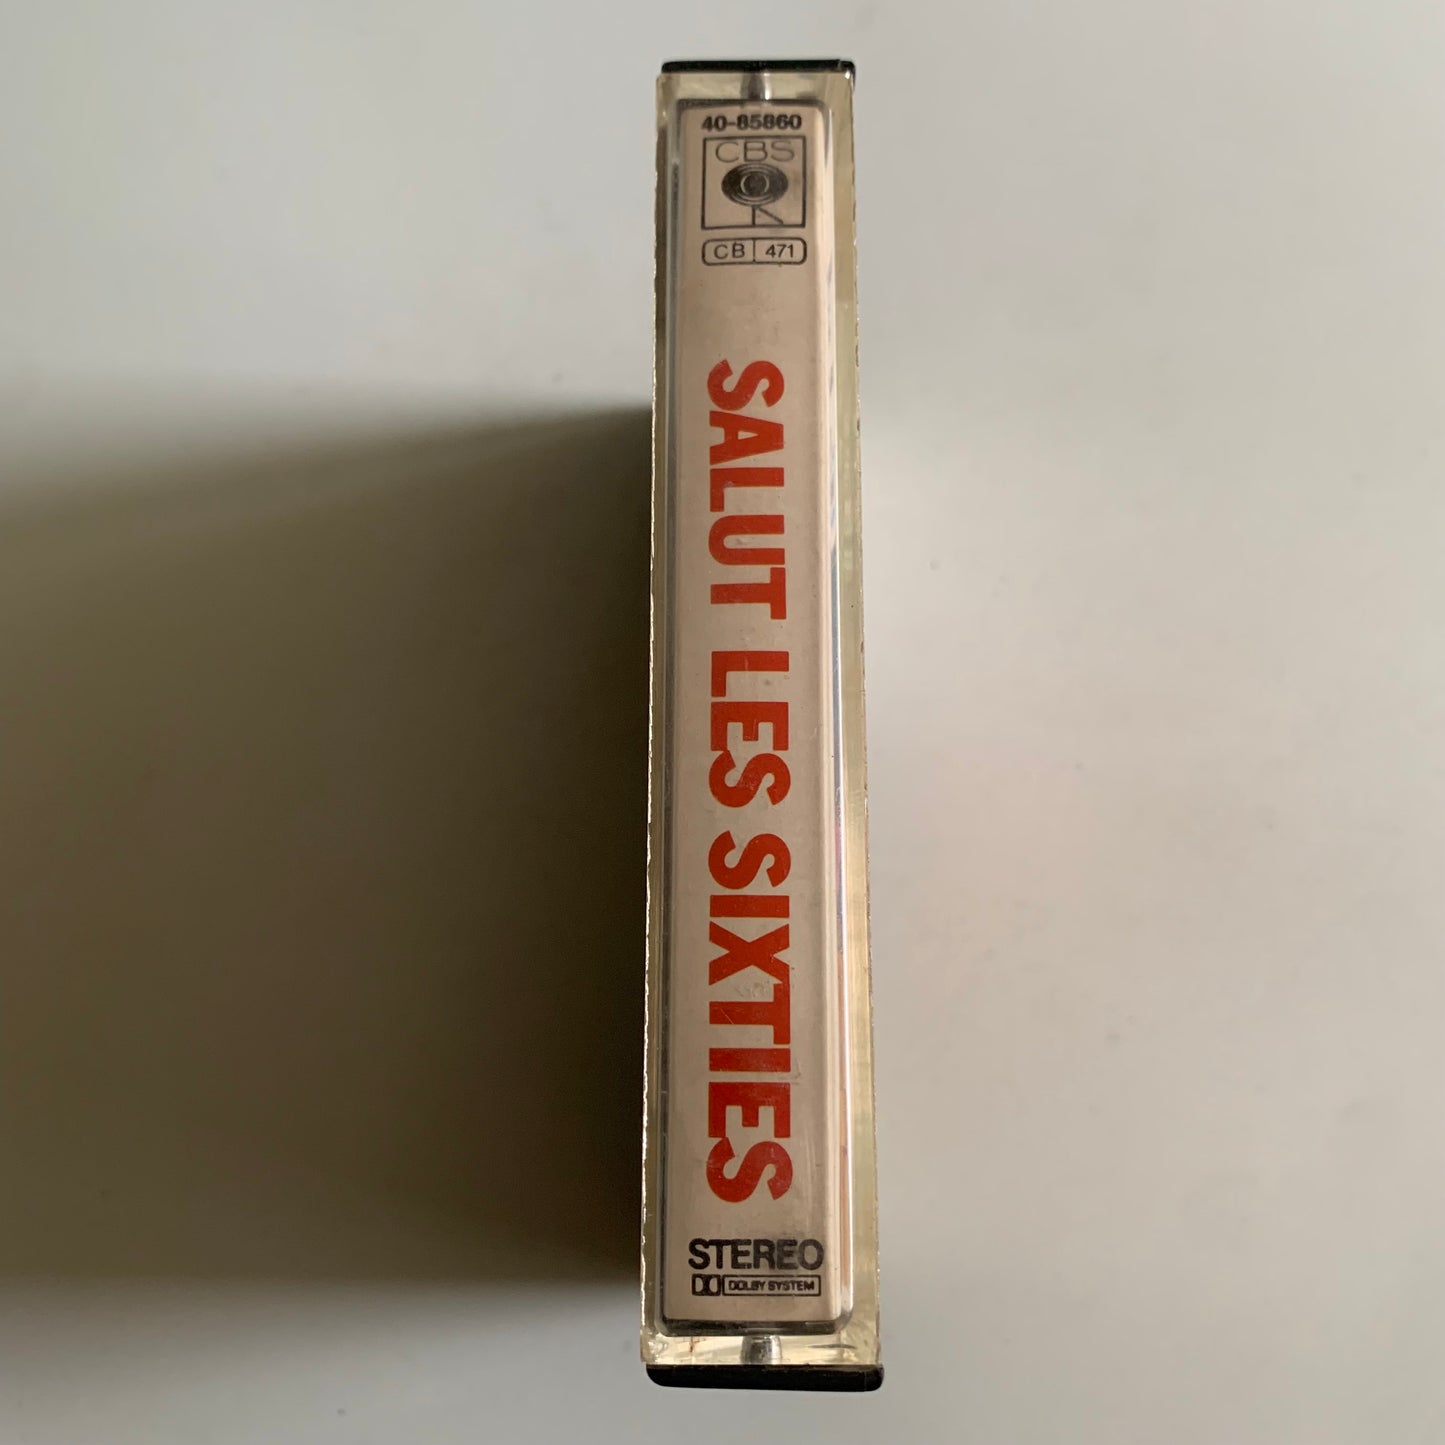 40-85860
CBS
CB 471
SALUT LES SIXTIES
STEREO
DOLBY SYSTEM